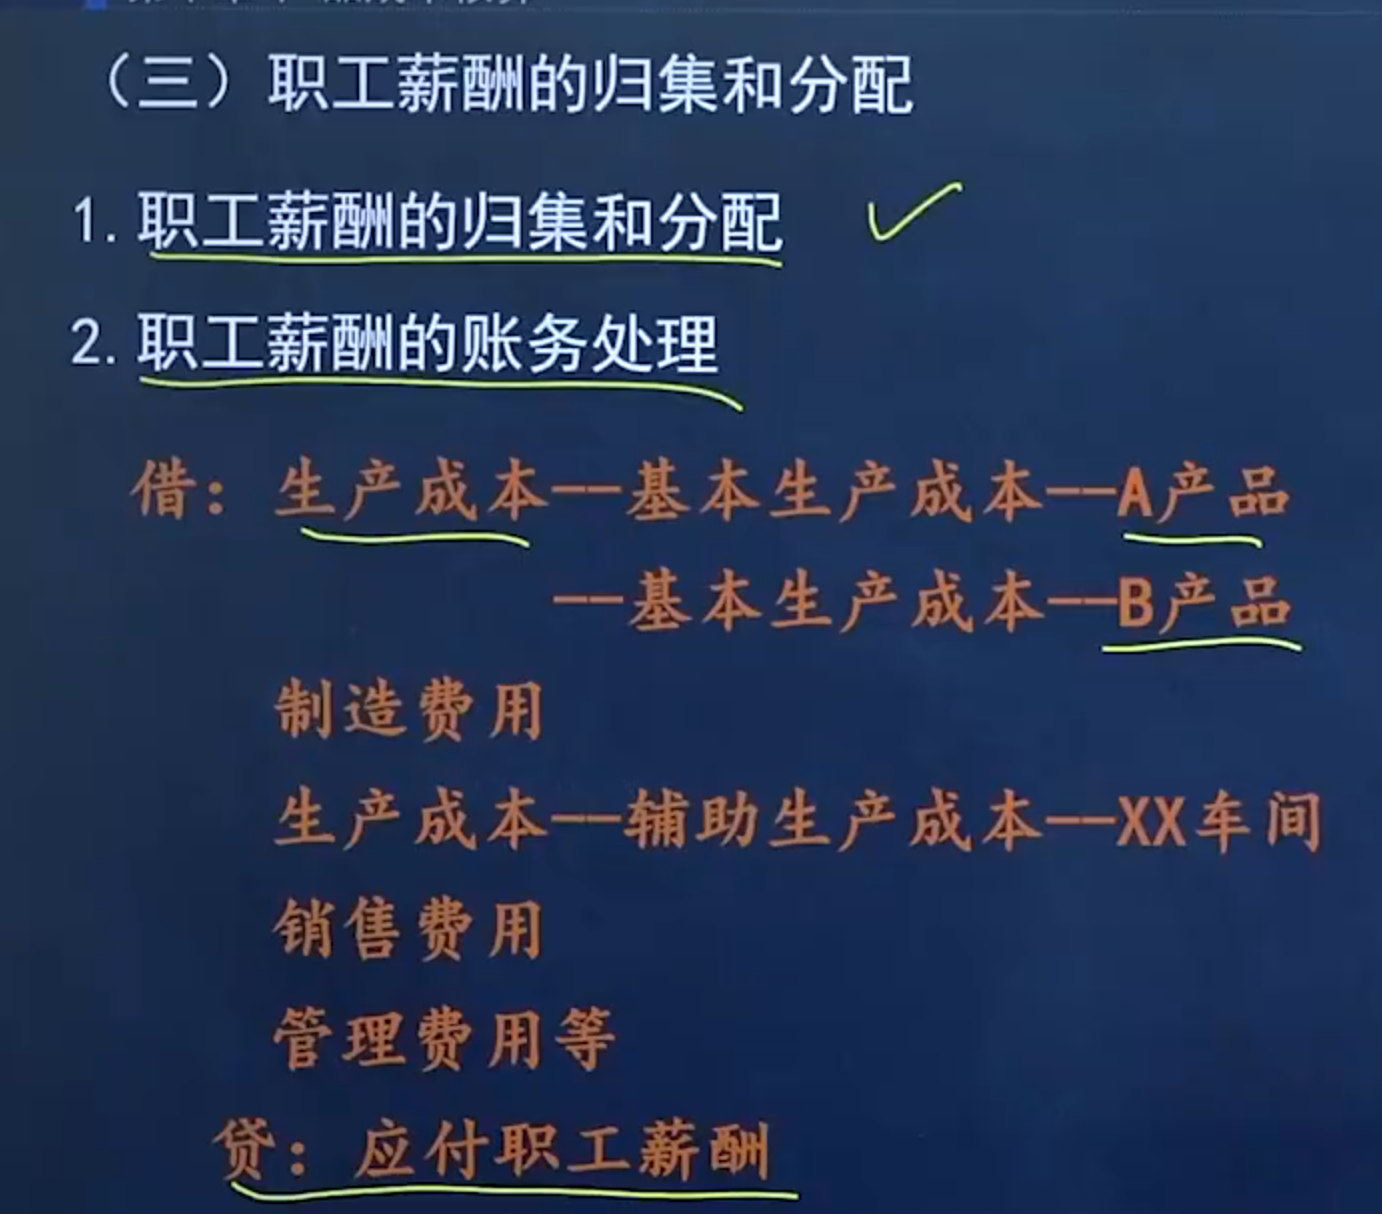 （三）职工薪酬的归集和分配
1.职工薪酬的归集和分配
2.职工薪酬的账务处理
借：生产成本——基本生产成本——A产品
——基本生产成本——B产品
制造费用
生产成本——辅助生产成本——XX车间
销售费用
管理费用等
贷：应付职工薪酬